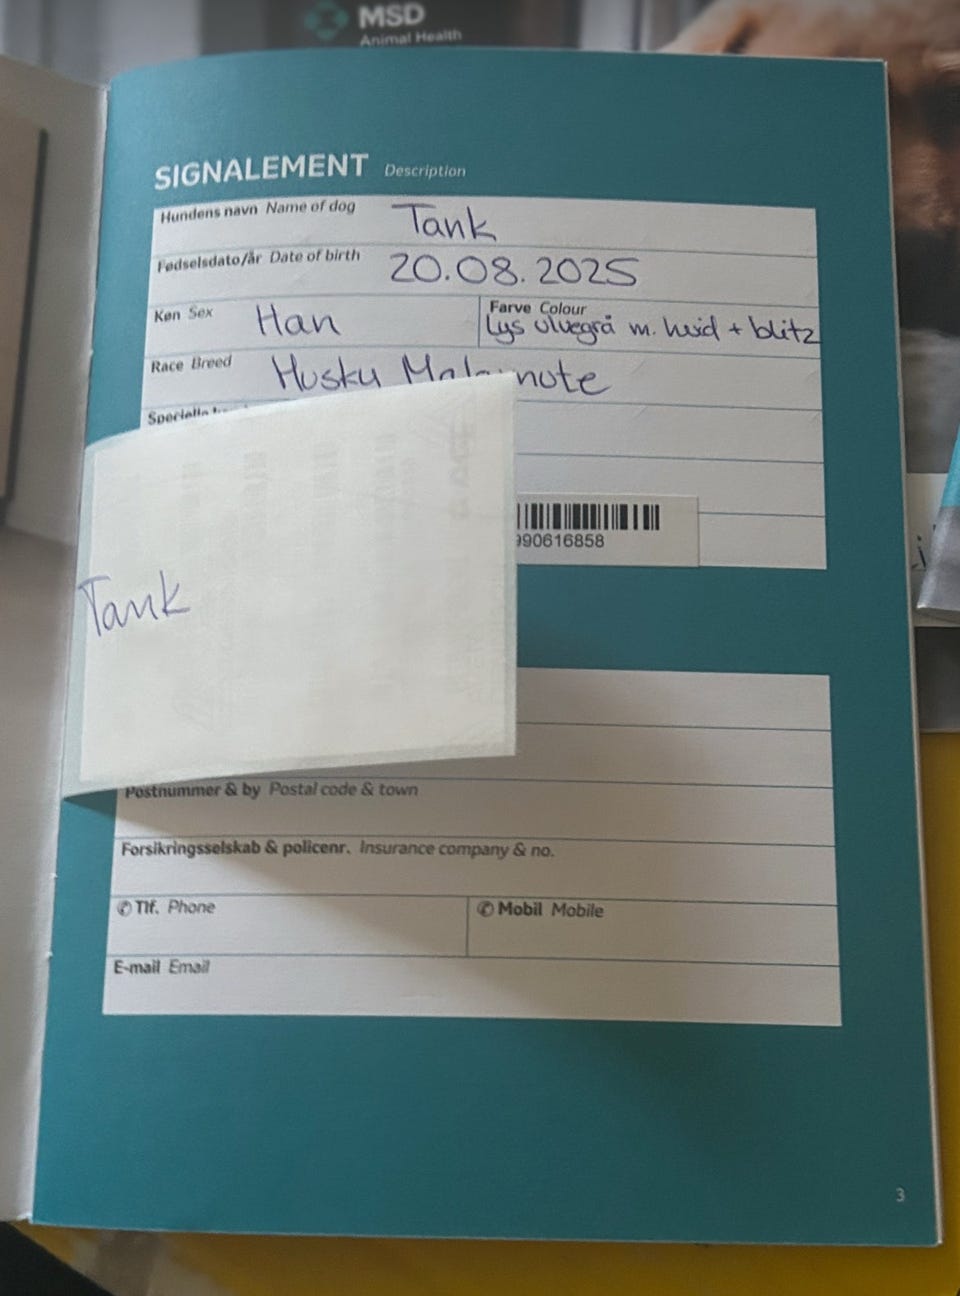 MSD
Animal Health
SIGNALEMENT Description
Hundens navn Name of dog Tank
Fødselsdato/år Date of birth 20.08.2025
Køn Sex Han
Farve Colour
Lys ulvegrå m. hvid + blitz
Race Breed Husky
90616858
Tank
Postnummer & by Postal code & town
Forsikringsselskab & policenr. Insurance company & no.
✆ Tlf. Phone
✆ Mobil Mobile
E-mail Email
3